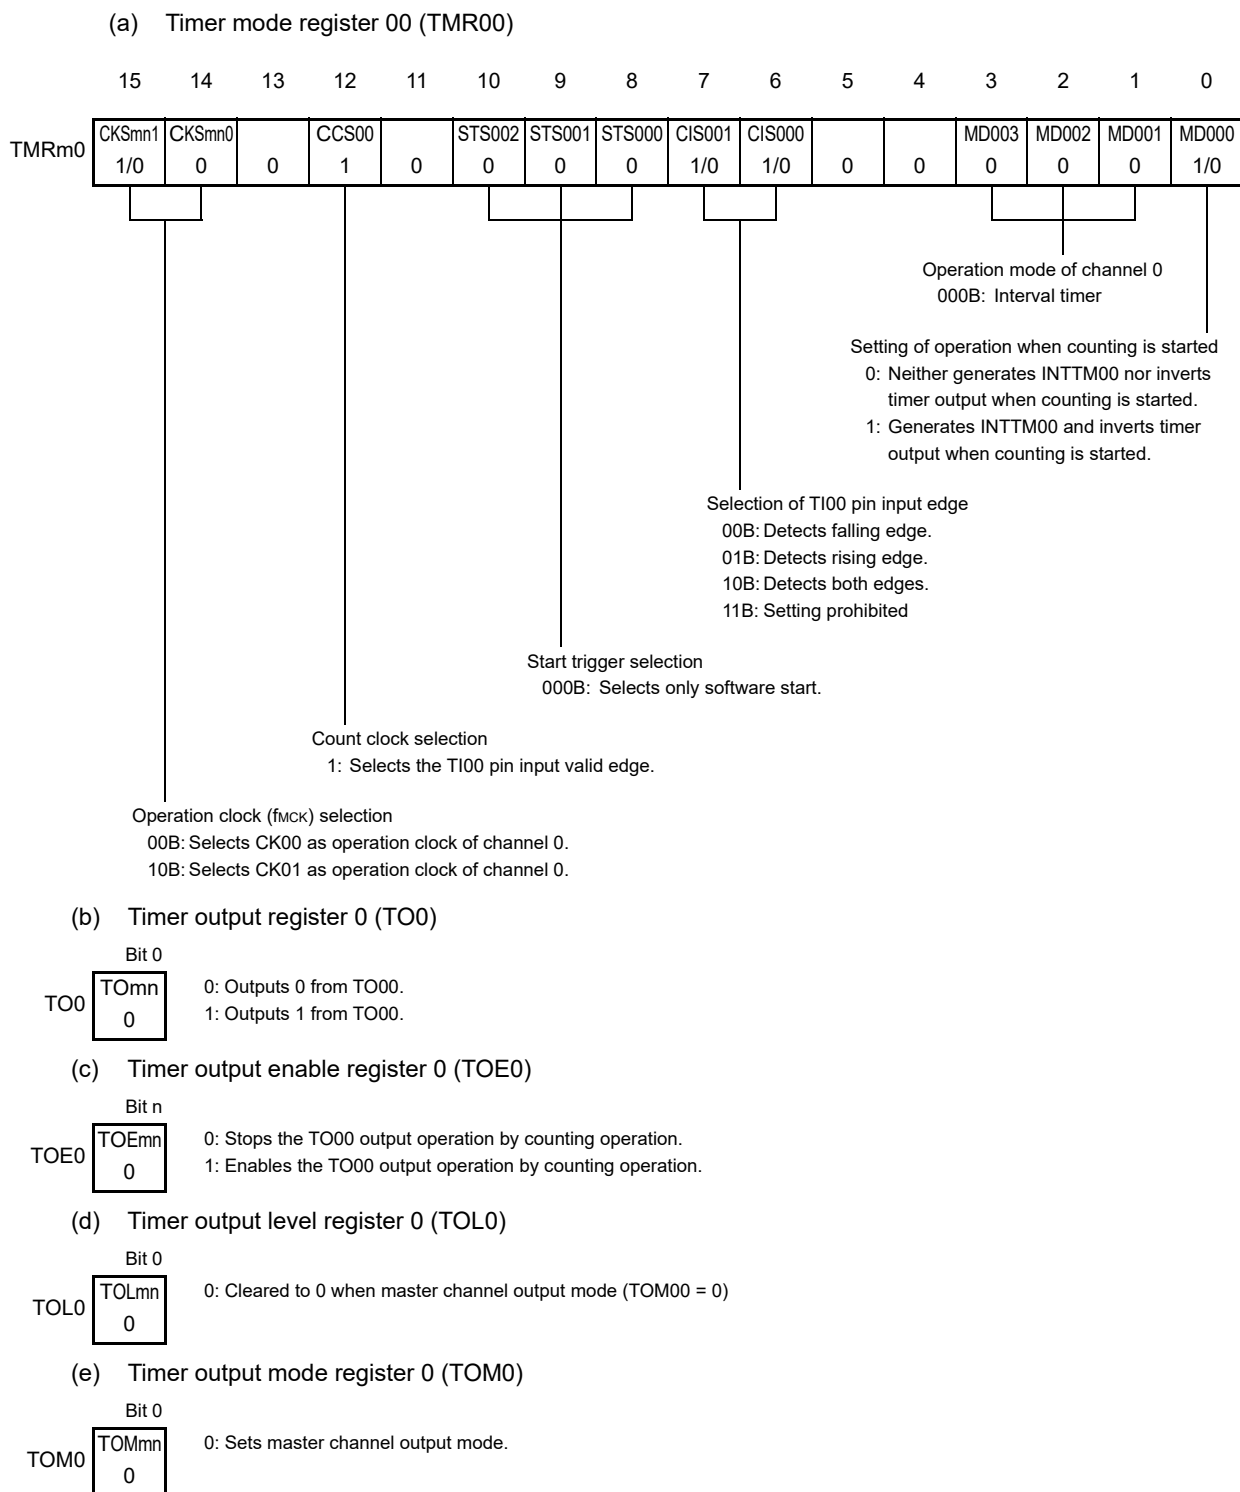 (a) Timer mode register 00 (TMR00)
15 14 13 12 11 10 9 8 7 6 5 4 3 2 1 0
TMRm0
CKSmn1 CKSmn0 CCS00 STS002 STS001 STS000 CIS001 CIS000 MD003 MD002 MD001 MD000
1/0 0 0 1 0 0 0 0 1/0 1/0 0 0 0 0 0 1/0
Operation mode of channel 0
000B: Interval timer
Setting of operation when counting is started
0: Neither generates INTTM00 nor inverts
timer output when counting is started.
1: Generates INTTM00 and inverts timer
output when counting is started.
Selection of TI00 pin input edge
00B: Detects falling edge.
01B: Detects rising edge.
10B: Detects both edges.
11B: Setting prohibited
Start trigger selection
000B: Selects only software start.
Count clock selection
1: Selects the TI00 pin input valid edge.
Operation clock (fMCK) selection
00B: Selects CK00 as operation clock of channel 0.
10B: Selects CK01 as operation clock of channel 0.
(b) Timer output register 0 (TO0)
Bit 0
TO0
TOmn
0
0: Outputs 0 from TO00.
1: Outputs 1 from TO00.
(c) Timer output enable register 0 (TOE0)
Bit n
TOE0
TOEmn
0
0: Stops the TO00 output operation by counting operation.
1: Enables the TO00 output operation by counting operation.
(d) Timer output level register 0 (TOL0)
Bit 0
TOL0
TOLmn
0
0: Cleared to 0 when master channel output mode (TOM00 = 0)
(e) Timer output mode register 0 (TOM0)
Bit 0
TOM0
TOMmn
0
0: Sets master channel output mode.